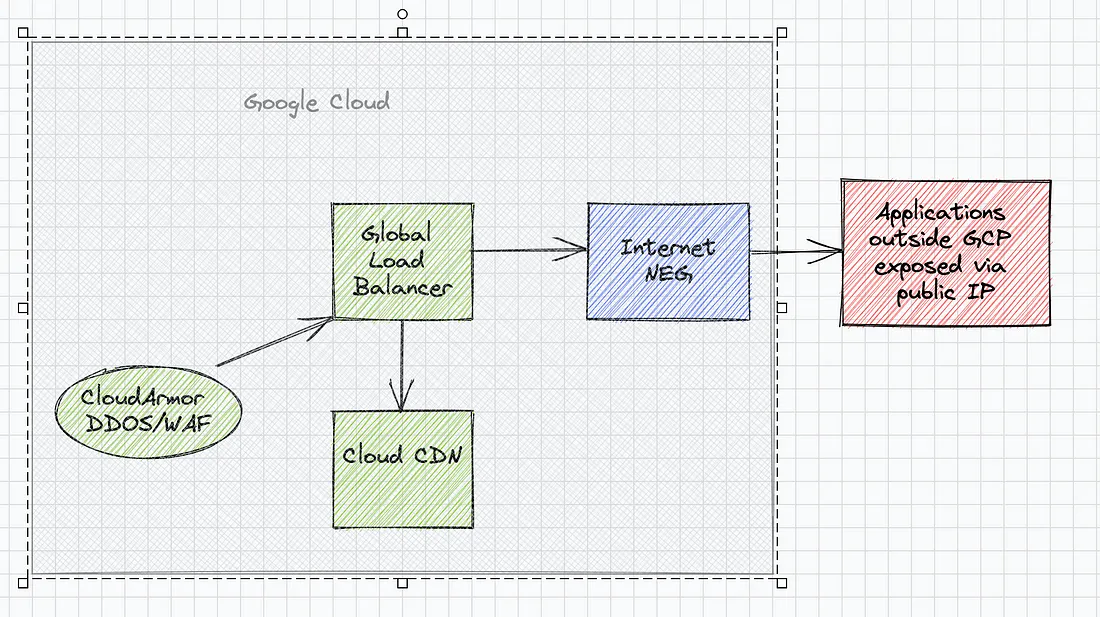 Google Cloud
Global
Load
Balancer
Internet
NEG
Applications
outside GCP
exposed via
public IP
CloudArmor
DDOS/WAF
Cloud CDN